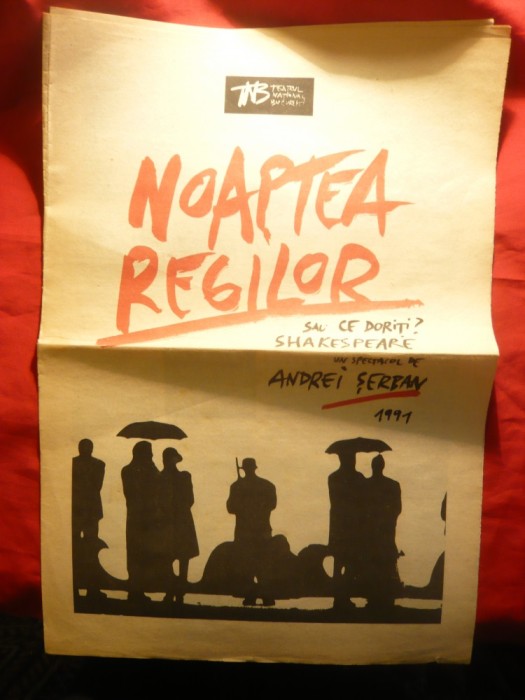 TNB
TEATRUL
NAȚIONAL
BUCUREȘTI
NOAPTEA
REGILOR
SAU CE DORIȚI?
SHAKESPEARE
UN SPECTACOL DE
ANDREI ȘERBAN
1991